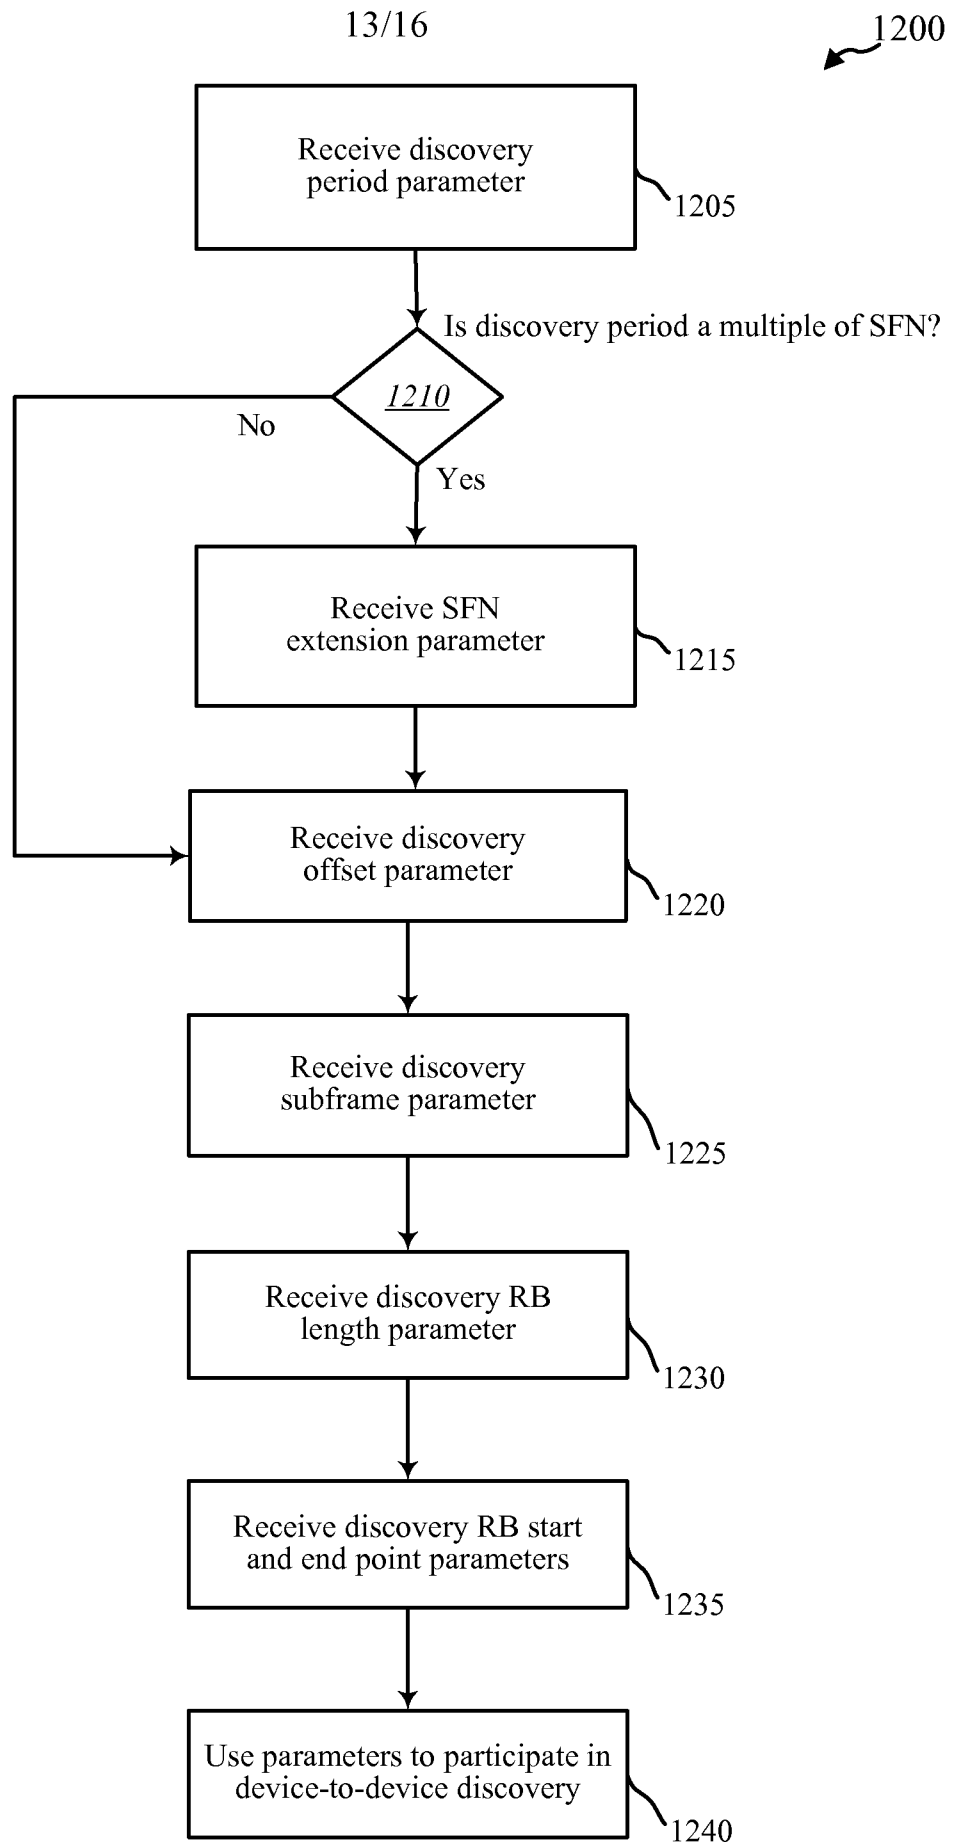 13/16
1200
Receive discovery
period parameter
1205
Is discovery period a multiple of SFN?
1210
No
Yes
Receive SFN
extension parameter
1215
Receive discovery
offset parameter
1220
Receive discovery
subframe parameter
1225
Receive discovery RB
length parameter
1230
Receive discovery RB start
and end point parameters
1235
Use parameters to participate in
device-to-device discovery
1240